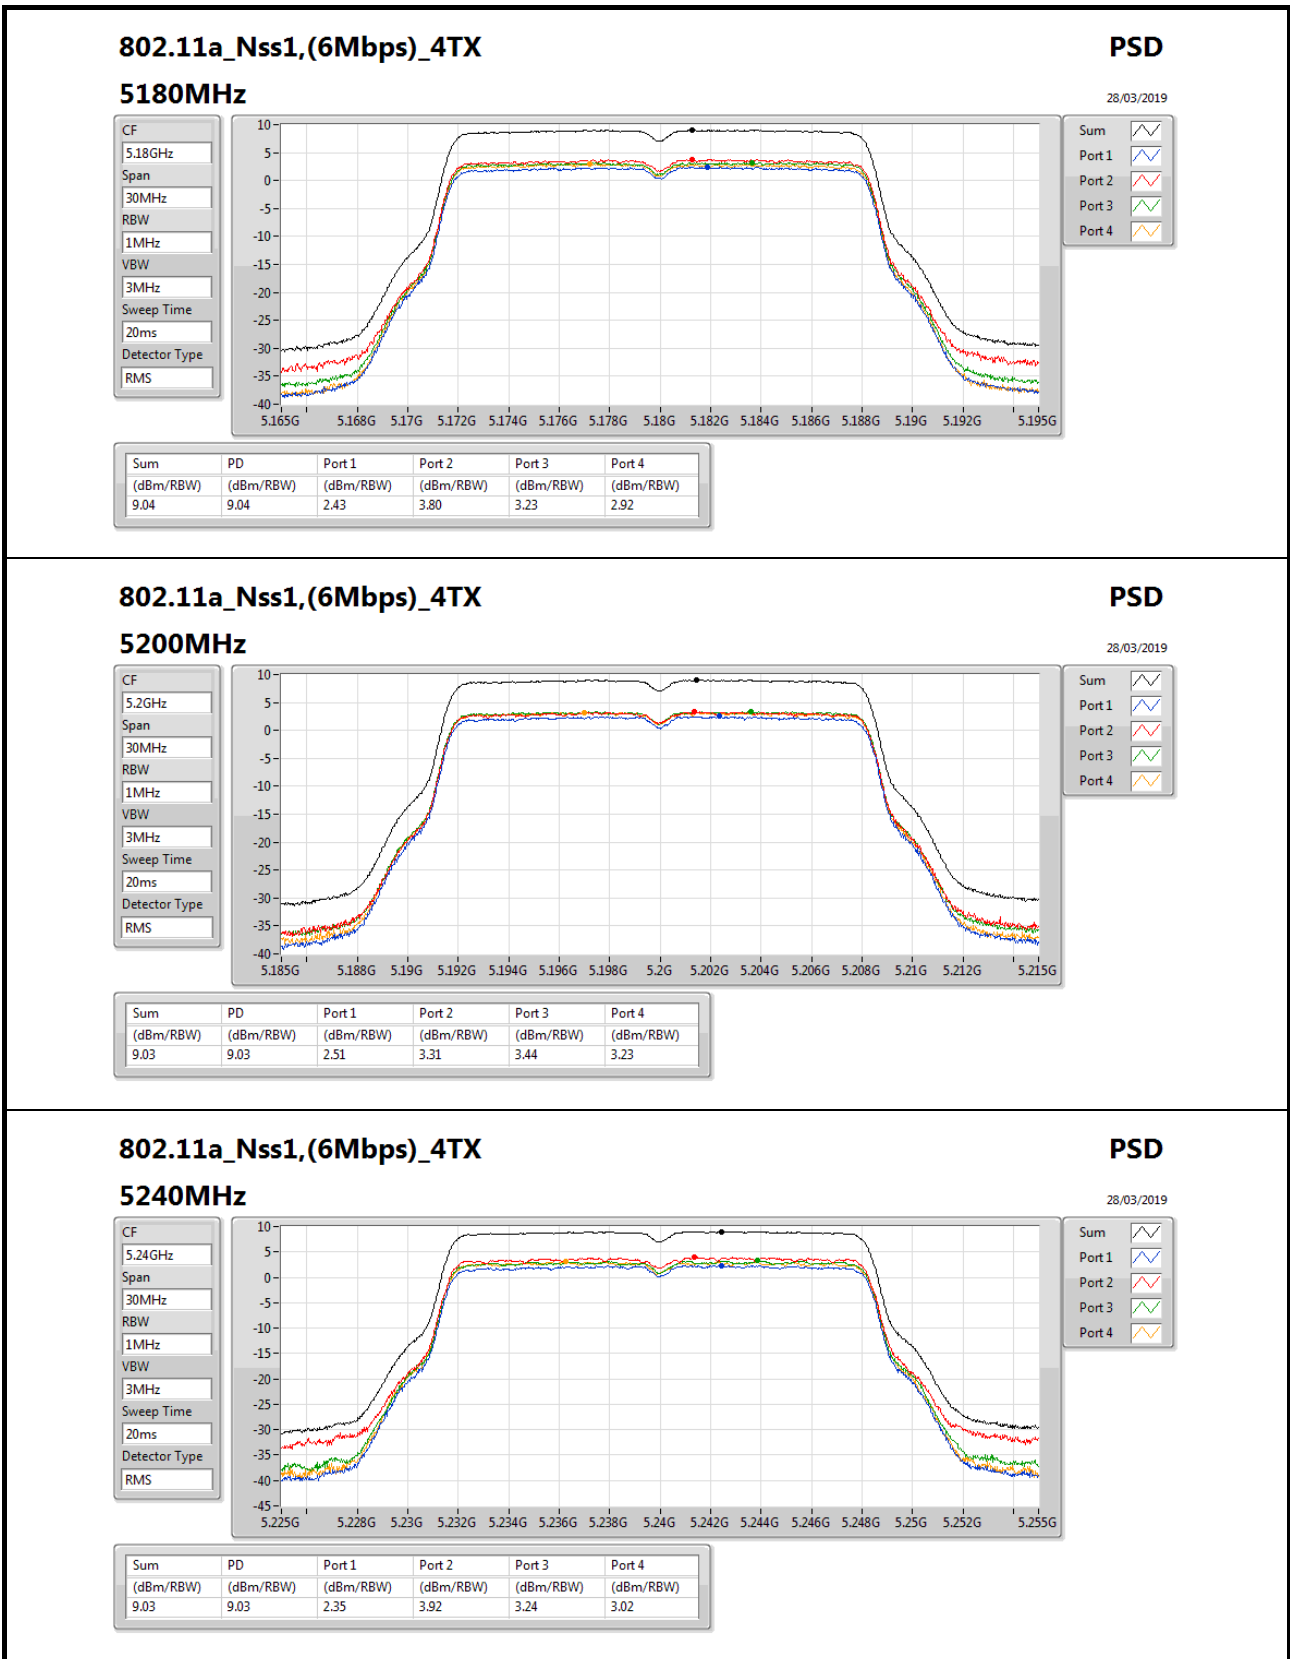 802.11a_Nss1,(6Mbps)_4TX PSD
5180MHz 28/03/2019
CF
5.18GHz
Span
30MHz
RBW
1MHz
VBW
3MHz
Sweep Time
20ms
Detector Type
RMS
10
5
0
-5
-10
-15
-20
-25
-30
-35
-40
5.165G 5.168G 5.17G 5.172G 5.174G 5.176G 5.178G 5.18G 5.182G 5.184G 5.186G 5.188G 5.19G 5.192G 5.195G
Sum
Port 1
Port 2
Port 3
Port 4
Sum PD Port 1 Port 2 Port 3 Port 4
(dBm/RBW) (dBm/RBW) (dBm/RBW) (dBm/RBW) (dBm/RBW) (dBm/RBW)
9.04 9.04 2.43 3.80 3.23 2.92
802.11a_Nss1,(6Mbps)_4TX PSD
5200MHz 28/03/2019
CF
5.2GHz
Span
30MHz
RBW
1MHz
VBW
3MHz
Sweep Time
20ms
Detector Type
RMS
10
5
0
-5
-10
-15
-20
-25
-30
-35
-40
5.185G 5.188G 5.19G 5.192G 5.194G 5.196G 5.198G 5.2G 5.202G 5.204G 5.206G 5.208G 5.21G 5.212G 5.215G
Sum
Port 1
Port 2
Port 3
Port 4
Sum PD Port 1 Port 2 Port 3 Port 4
(dBm/RBW) (dBm/RBW) (dBm/RBW) (dBm/RBW) (dBm/RBW) (dBm/RBW)
9.03 9.03 2.51 3.31 3.44 3.23
802.11a_Nss1,(6Mbps)_4TX PSD
5240MHz 28/03/2019
CF
5.24GHz
Span
30MHz
RBW
1MHz
VBW
3MHz
Sweep Time
20ms
Detector Type
RMS
10
5
0
-5
-10
-15
-20
-25
-30
-35
-40
-45
5.225G 5.228G 5.23G 5.232G 5.234G 5.236G 5.238G 5.24G 5.242G 5.244G 5.246G 5.248G 5.25G 5.252G 5.255G
Sum
Port 1
Port 2
Port 3
Port 4
Sum PD Port 1 Port 2 Port 3 Port 4
(dBm/RBW) (dBm/RBW) (dBm/RBW) (dBm/RBW) (dBm/RBW) (dBm/RBW)
9.03 9.03 2.35 3.92 3.24 3.02